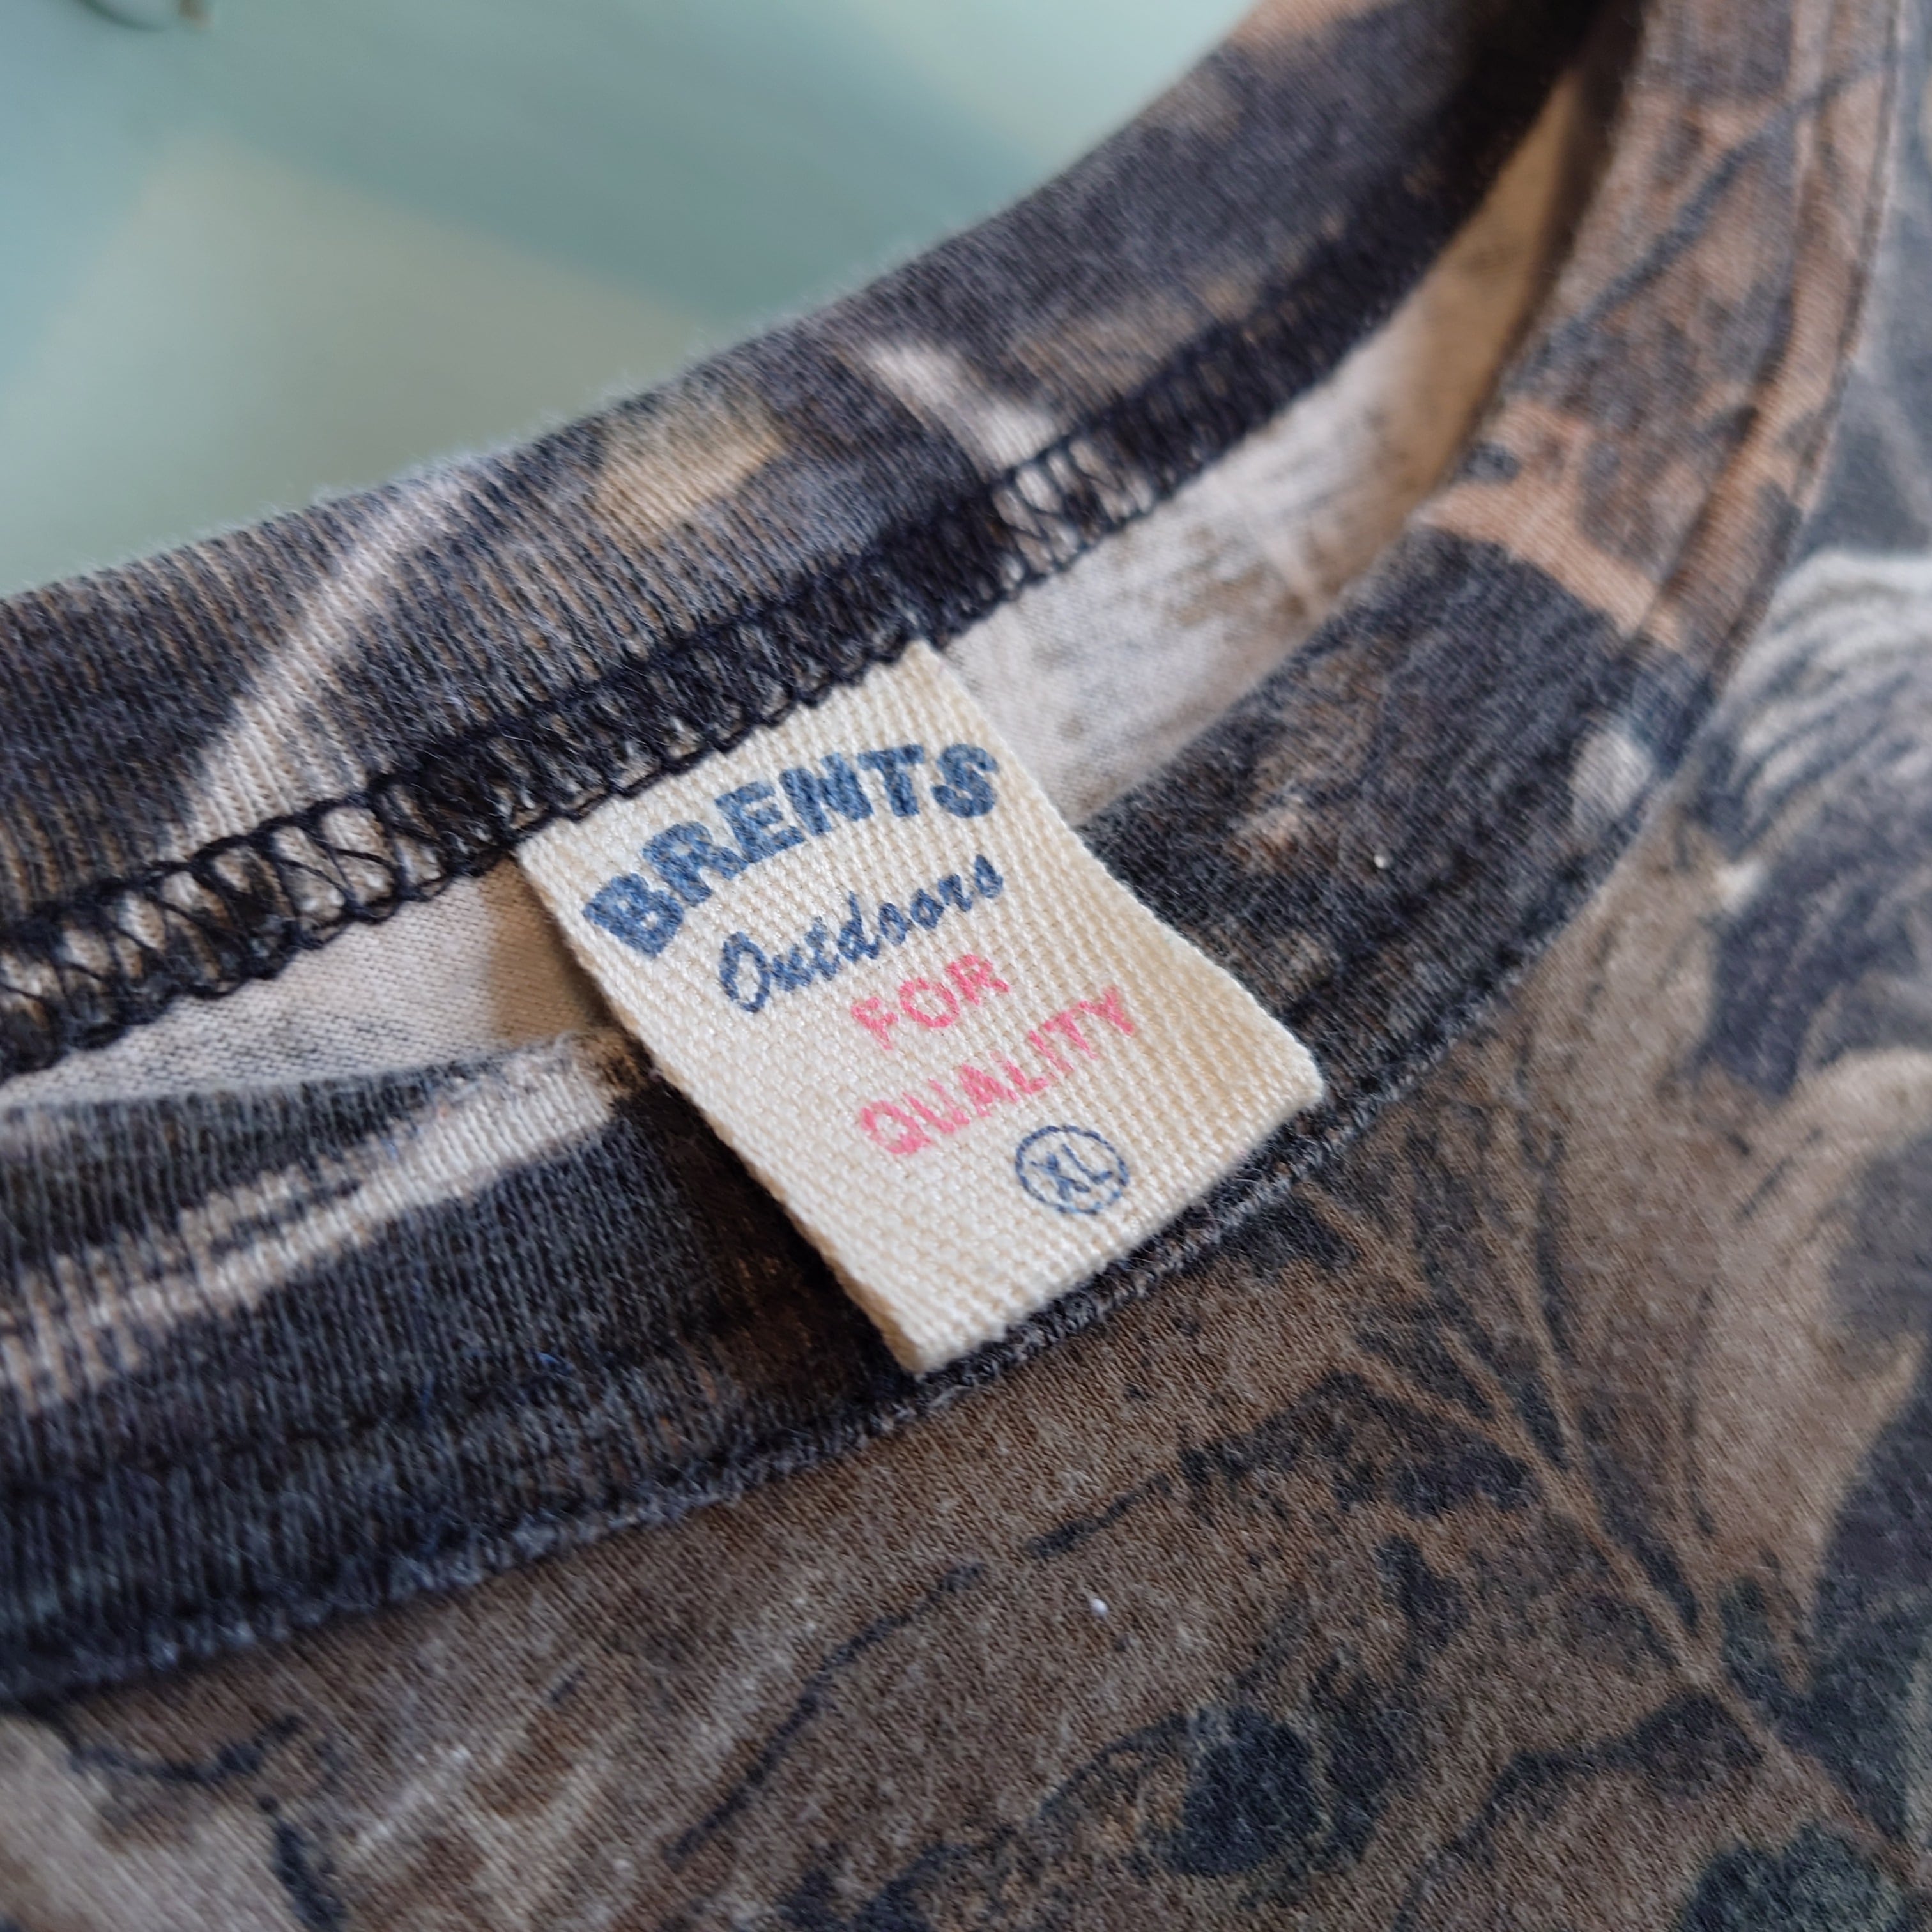 BRENTS
Outdoors
FOR
QUALITY
XL